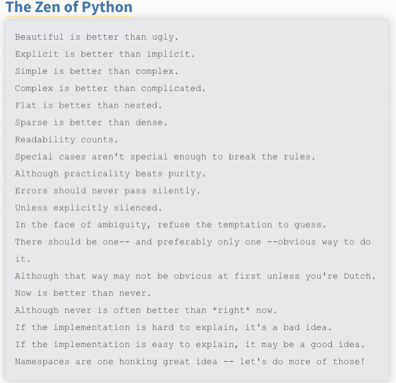 The Zen of Python
Beautiful is better than ugly.
Explicit is better than implicit.
Simple is better than complex.
Complex is better than complicated.
Flat is better than nested.
Sparse is better than dense.
Readability counts.
Special cases aren't special enough to break the rules.
Although practicality beats purity.
Errors should never pass silently.
Unless explicitly silenced.
In the face of ambiguity, refuse the temptation to guess.
There should be one-- and preferably only one --obvious way to do
it.
Although that way may not be obvious at first unless you're Dutch.
Now is better than never.
Although never is often better than *right* now.
If the implementation is hard to explain, it's a bad idea.
If the implementation is easy to explain, it may be a good idea.
Namespaces are one honking great idea -- let's do more of those!